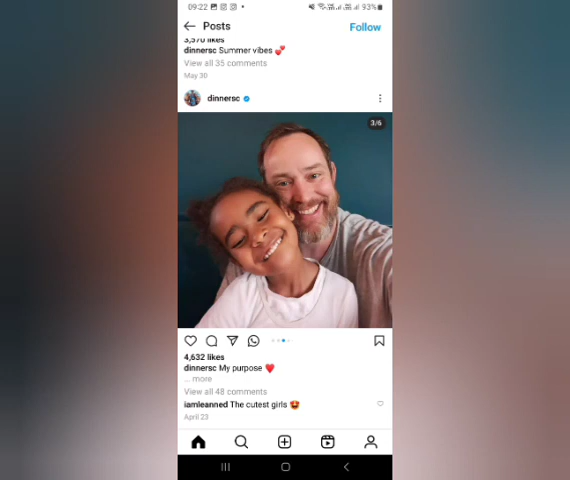 09:22 93%
Posts Follow
3,570 likes
dinnersc Summer vibes 💕
View all 35 comments
May 30
dinnersc
3/6
4,632 likes
dinnersc My purpose ❤️
... more
View all 48 comments
iamleanned The cutest girls 😍
April 23